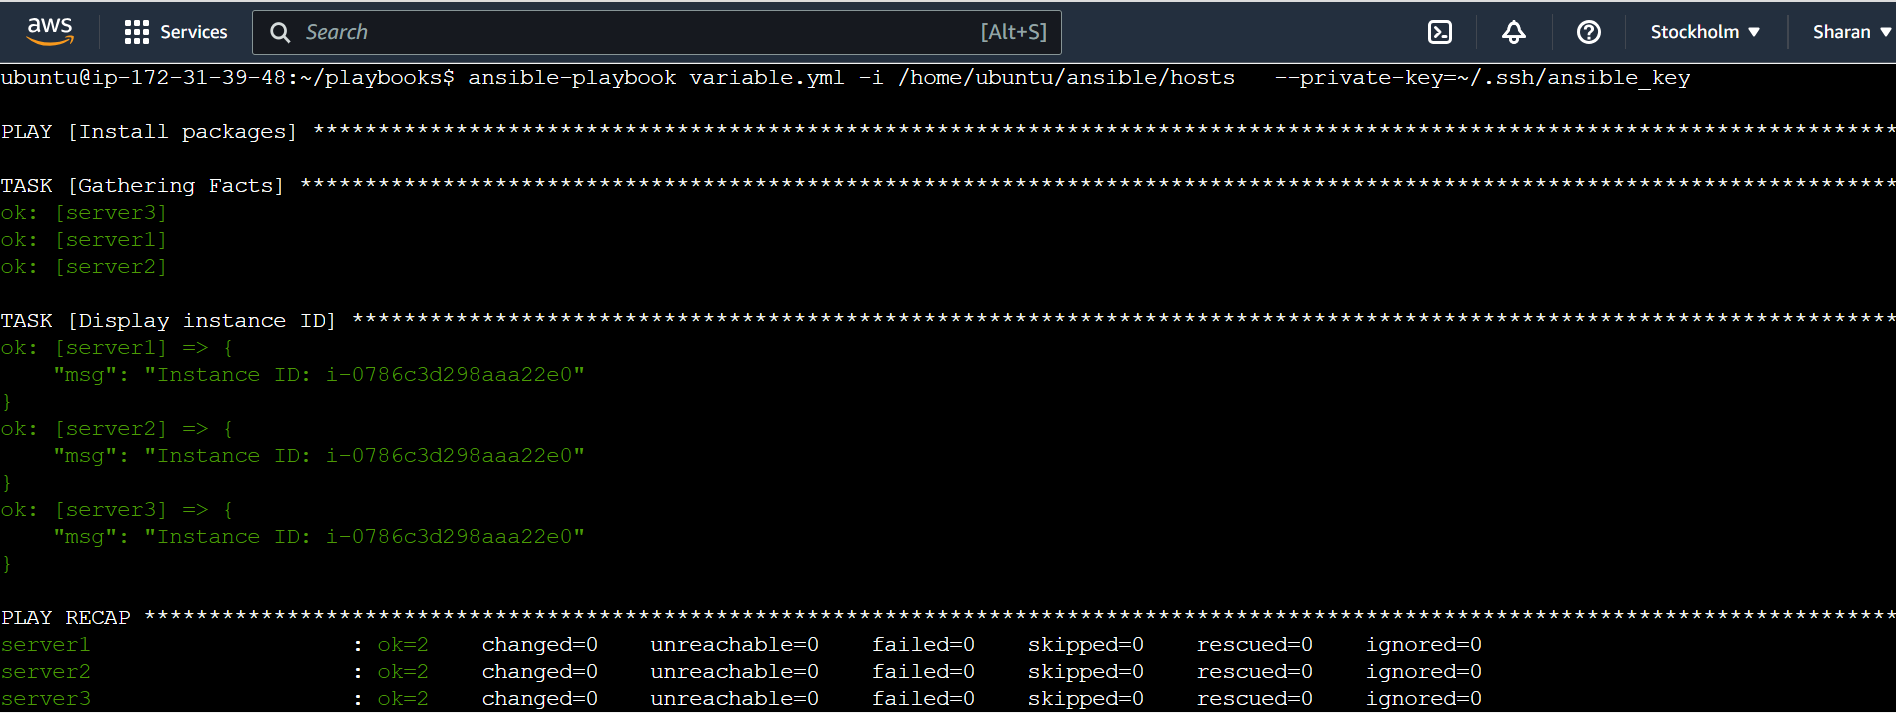 aws Services Search [Alt+S] Stockholm Sharan
ubuntu@ip-172-31-39-48:~/playbooks$ ansible-playbook variable.yml -i /home/ubuntu/ansible/hosts   --private-key=~/.ssh/ansible_key
PLAY [Install packages] **************************************************************************************************************************
TASK [Gathering Facts] ***************************************************************************************************************************
ok: [server3]
ok: [server1]
ok: [server2]
TASK [Display instance ID] ***********************************************************************************************************************
ok: [server1] => {
    "msg": "Instance ID: i-0786c3d298aaa22e0"
}
ok: [server2] => {
    "msg": "Instance ID: i-0786c3d298aaa22e0"
}
ok: [server3] => {
    "msg": "Instance ID: i-0786c3d298aaa22e0"
}
PLAY RECAP ***************************************************************************************************************************************
server1                    : ok=2    changed=0    unreachable=0    failed=0    skipped=0    rescued=0    ignored=0
server2                    : ok=2    changed=0    unreachable=0    failed=0    skipped=0    rescued=0    ignored=0
server3                    : ok=2    changed=0    unreachable=0    failed=0    skipped=0    rescued=0    ignored=0